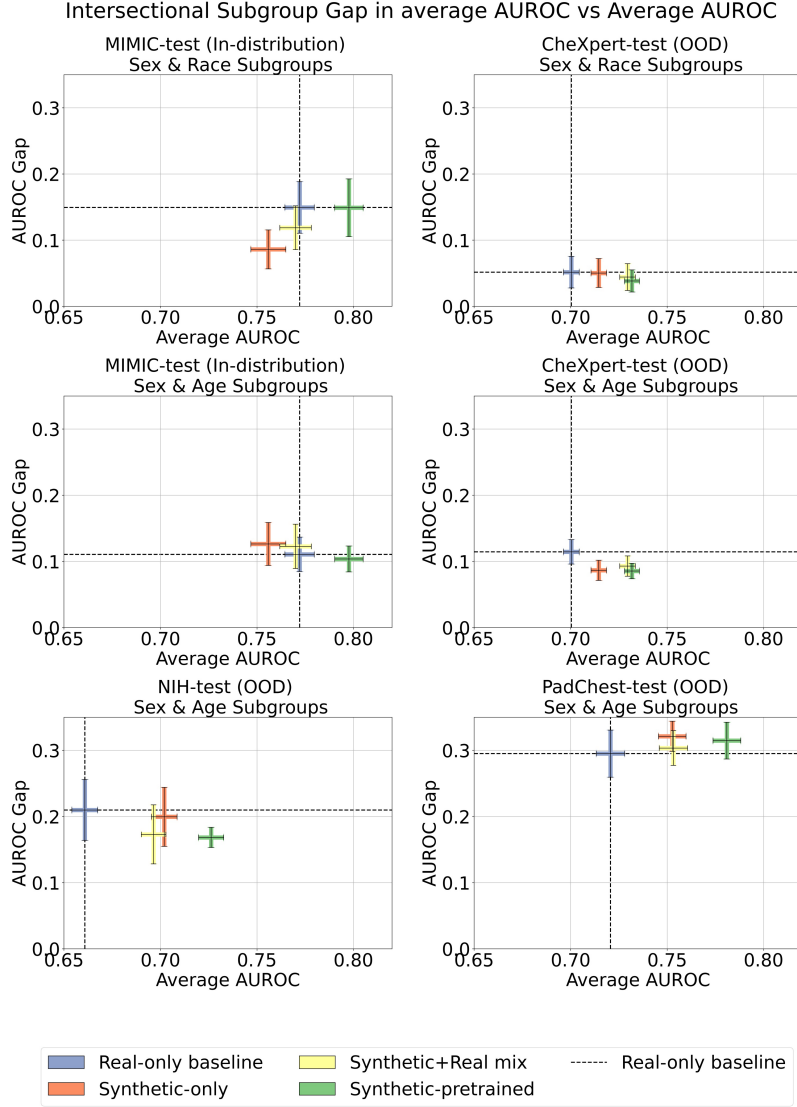 Intersectional Subgroup Gap in average AUROC vs Average AUROC
MIMIC-test (In-distribution)
Sex & Race Subgroups
AUROC Gap
0.3
0.2
0.1
0.0
0.65 0.70 0.75 0.80
Average AUROC
CheXpert-test (OOD)
Sex & Race Subgroups
AUROC Gap
0.3
0.2
0.1
0.0
0.65 0.70 0.75 0.80
Average AUROC
MIMIC-test (In-distribution)
Sex & Age Subgroups
AUROC Gap
0.3
0.2
0.1
0.0
0.65 0.70 0.75 0.80
Average AUROC
CheXpert-test (OOD)
Sex & Age Subgroups
AUROC Gap
0.3
0.2
0.1
0.0
0.65 0.70 0.75 0.80
Average AUROC
NIH-test (OOD)
Sex & Age Subgroups
AUROC Gap
0.3
0.2
0.1
0.0
0.65 0.70 0.75 0.80
Average AUROC
PadChest-test (OOD)
Sex & Age Subgroups
AUROC Gap
0.3
0.2
0.1
0.0
0.65 0.70 0.75 0.80
Average AUROC
Real-only baseline
Synthetic-only
Synthetic+Real mix
Synthetic-pretrained
Real-only baseline